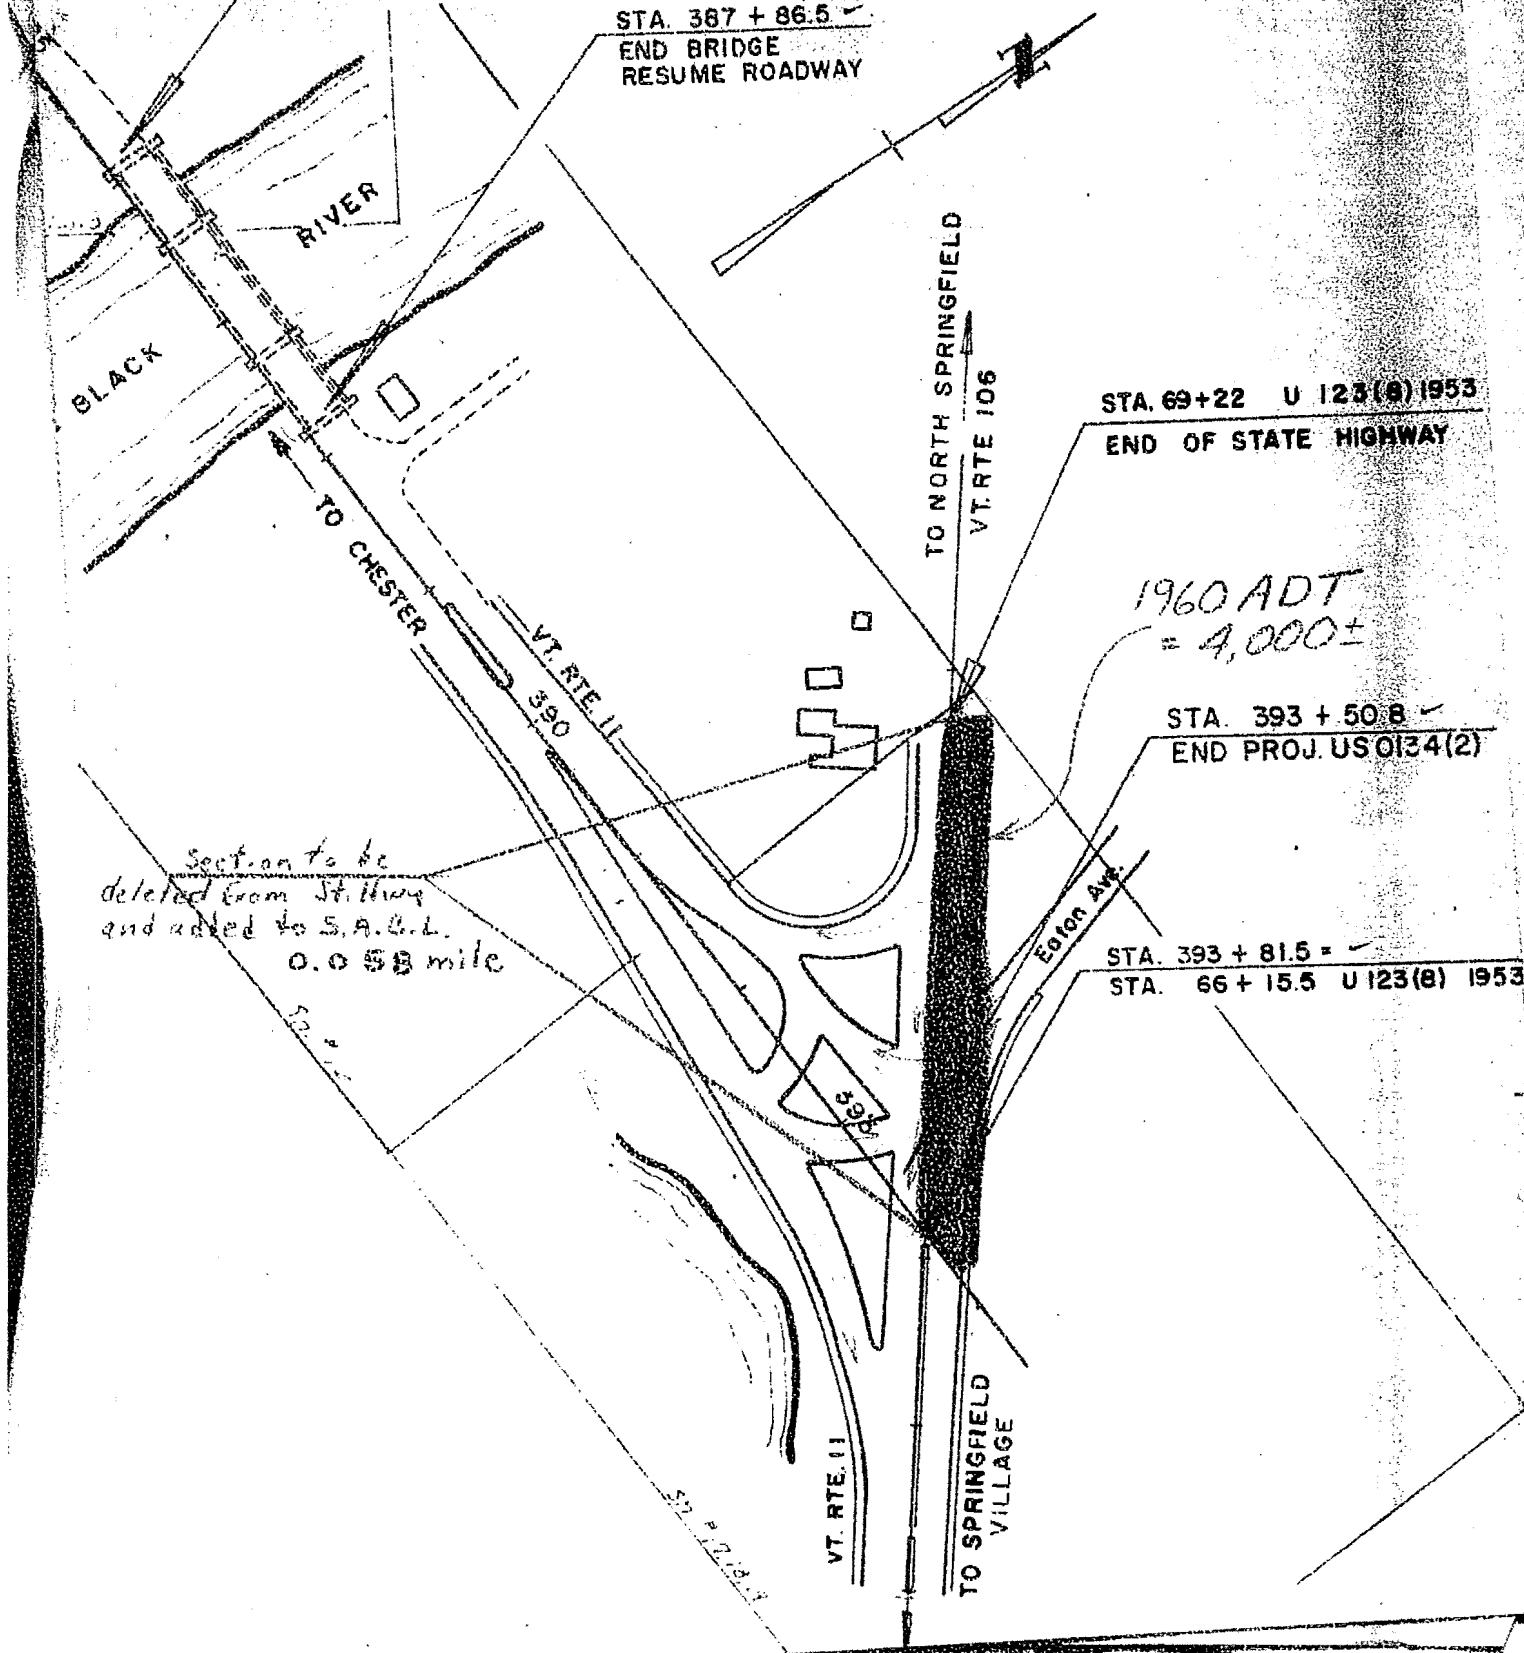 STA. 387 + 86.5
END BRIDGE
RESUME ROADWAY
N
RIVER
BLACK
TO NORTH SPRINGFIELD
VT. RTE 106
STA. 69+22 U 123(8) 1953
END OF STATE HIGHWAY
TO CHESTER
1960 ADT
= 4,000±
VT. RTE. 11
390
STA. 393 + 50.8
END PROJ. US 0134(2)
Section to be
deleted from St. Hwy
and added to S.A.
0.058 mile
Eaton Ave.
STA. 393 + 81.5 =
STA. 66 + 15.5 U 123(8) 1953
VT. RTE. 11
TO SPRINGFIELD
VILLAGE